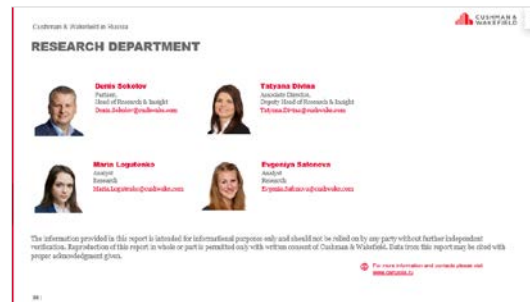 Cushman & Wakefield in Russia
CUSHMAN &
WAKEFIELD
RESEARCH DEPARTMENT
Denis Sokolov
Partner,
Head of Research & Insight
Denis.Sokolov@cushwake.com
Tatyana Divina
Associate Director,
Deputy Head of Research & Insight
Tatyana.Divina@cushwake.com
Marin Logutenko
Analyst
Research
Marin.Logutenko@cushwake.com
Evgeniya Safonova
Analyst
Research
Evgenia.Safonova@cushwake.com
The information provided in this report is intended for informational purposes only and should not be relied on by any party without further independent
verification. Reproduction of this report in whole or part is permitted only with written consent of Cushman & Wakefield. Data from this report may be cited with
proper acknowledgment given.
For more information and contacts please visit